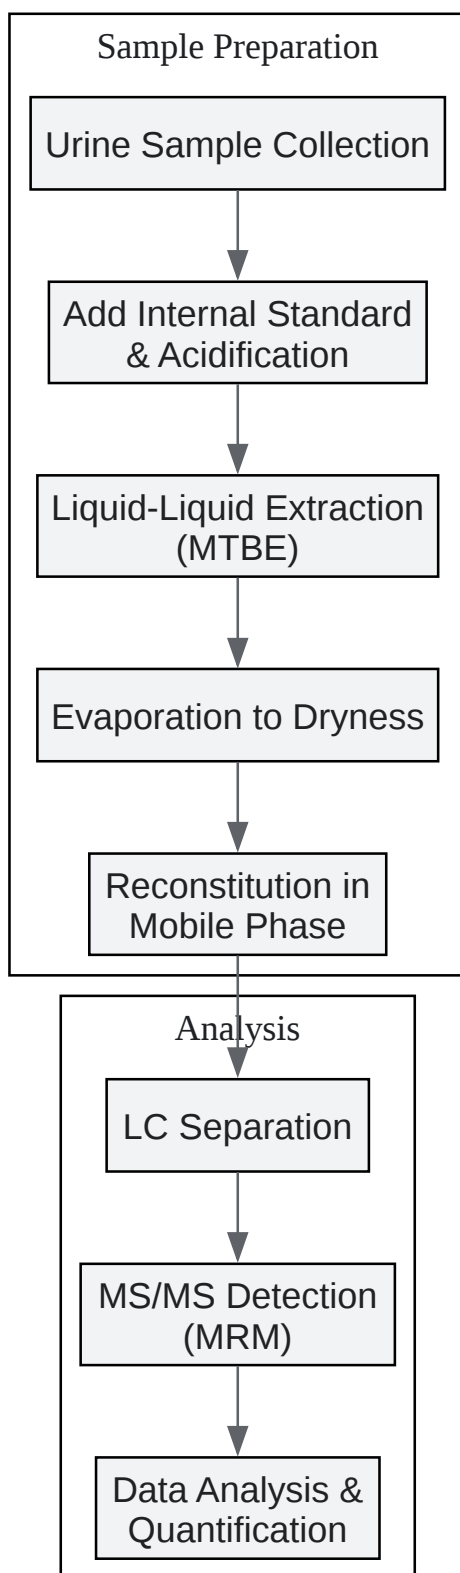 Sample Preparation
Urine Sample Collection
Add Internal Standard
& Acidification
Liquid-Liquid Extraction
(MTBE)
Evaporation to Dryness
Reconstitution in
Mobile Phase
Analysis
LC Separation
MS/MS Detection
(MRM)
Data Analysis &
Quantification